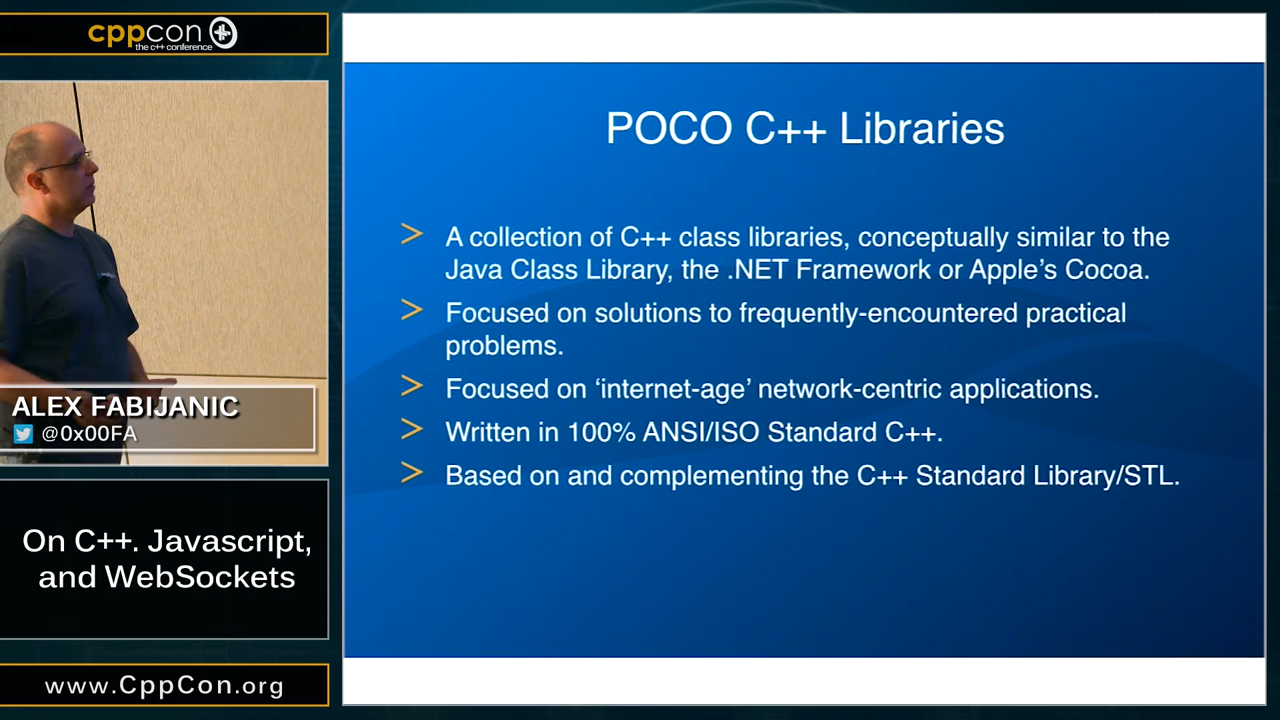 cppcon
the c++ conference
ALEX FABIJANIC
@0x00FA
On C++. Javascript,
and WebSockets
www.CppCon.org
POCO C++ Libraries
> A collection of C++ class libraries, conceptually similar to the
Java Class Library, the .NET Framework or Apple's Cocoa.
> Focused on solutions to frequently-encountered practical
problems.
> Focused on ‘internet-age’ network-centric applications.
> Written in 100% ANSI/ISO Standard C++.
> Based on and complementing the C++ Standard Library/STL.